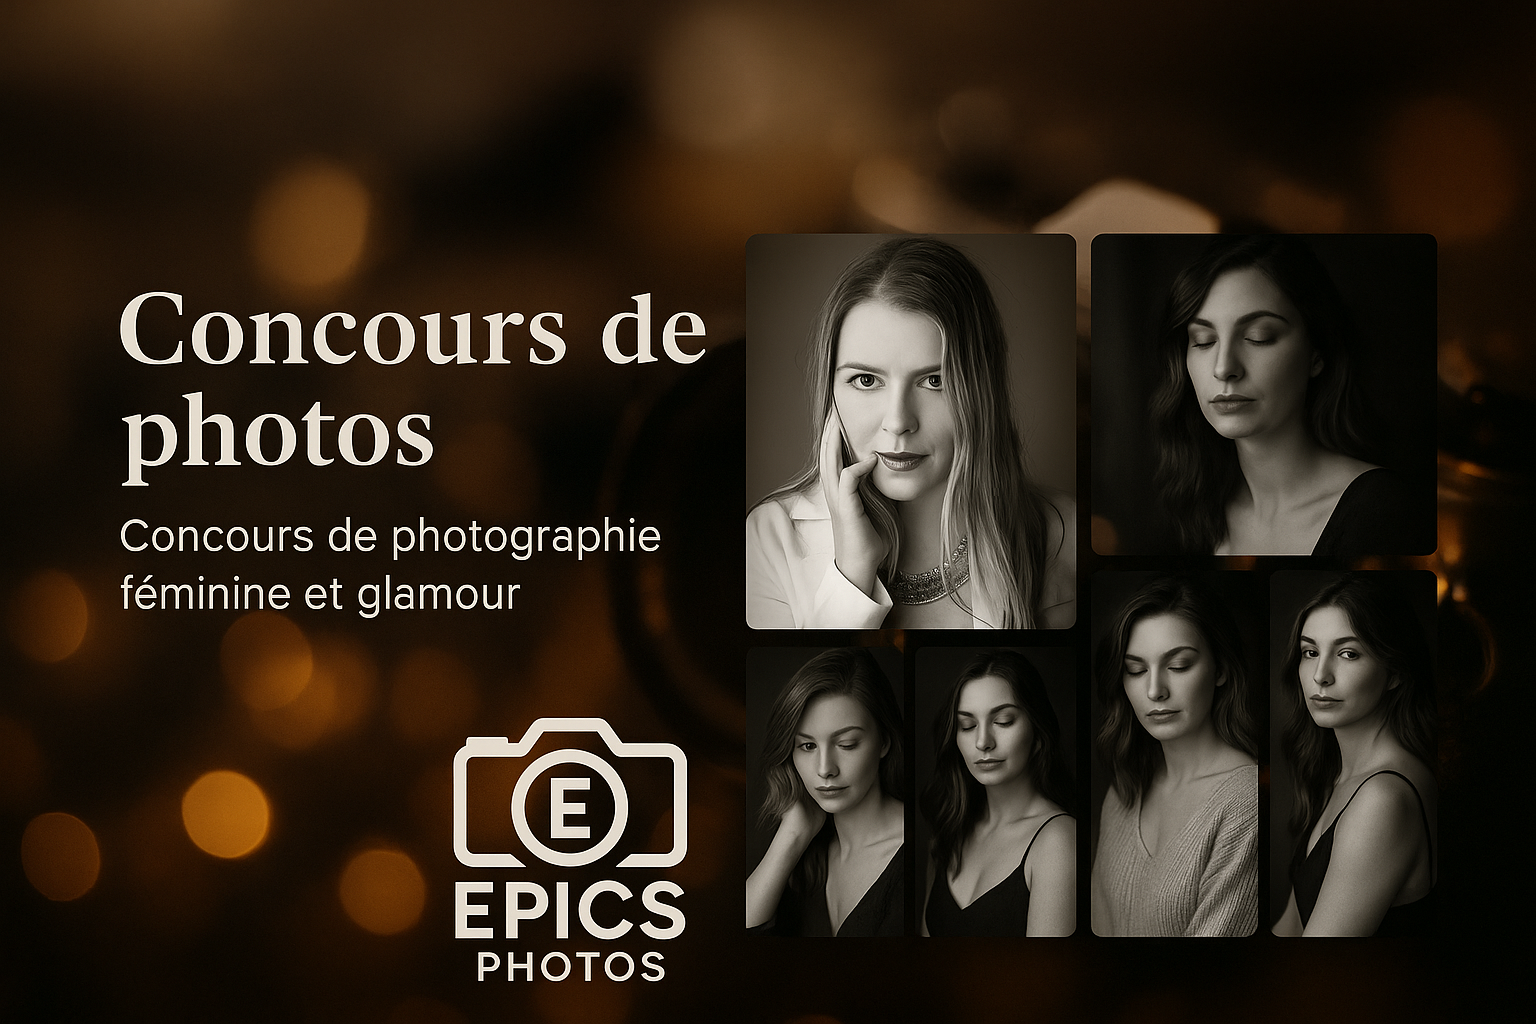 Concours de
photos
Concours de photographie
féminine et glamour
E
EPICS
PHOTOS